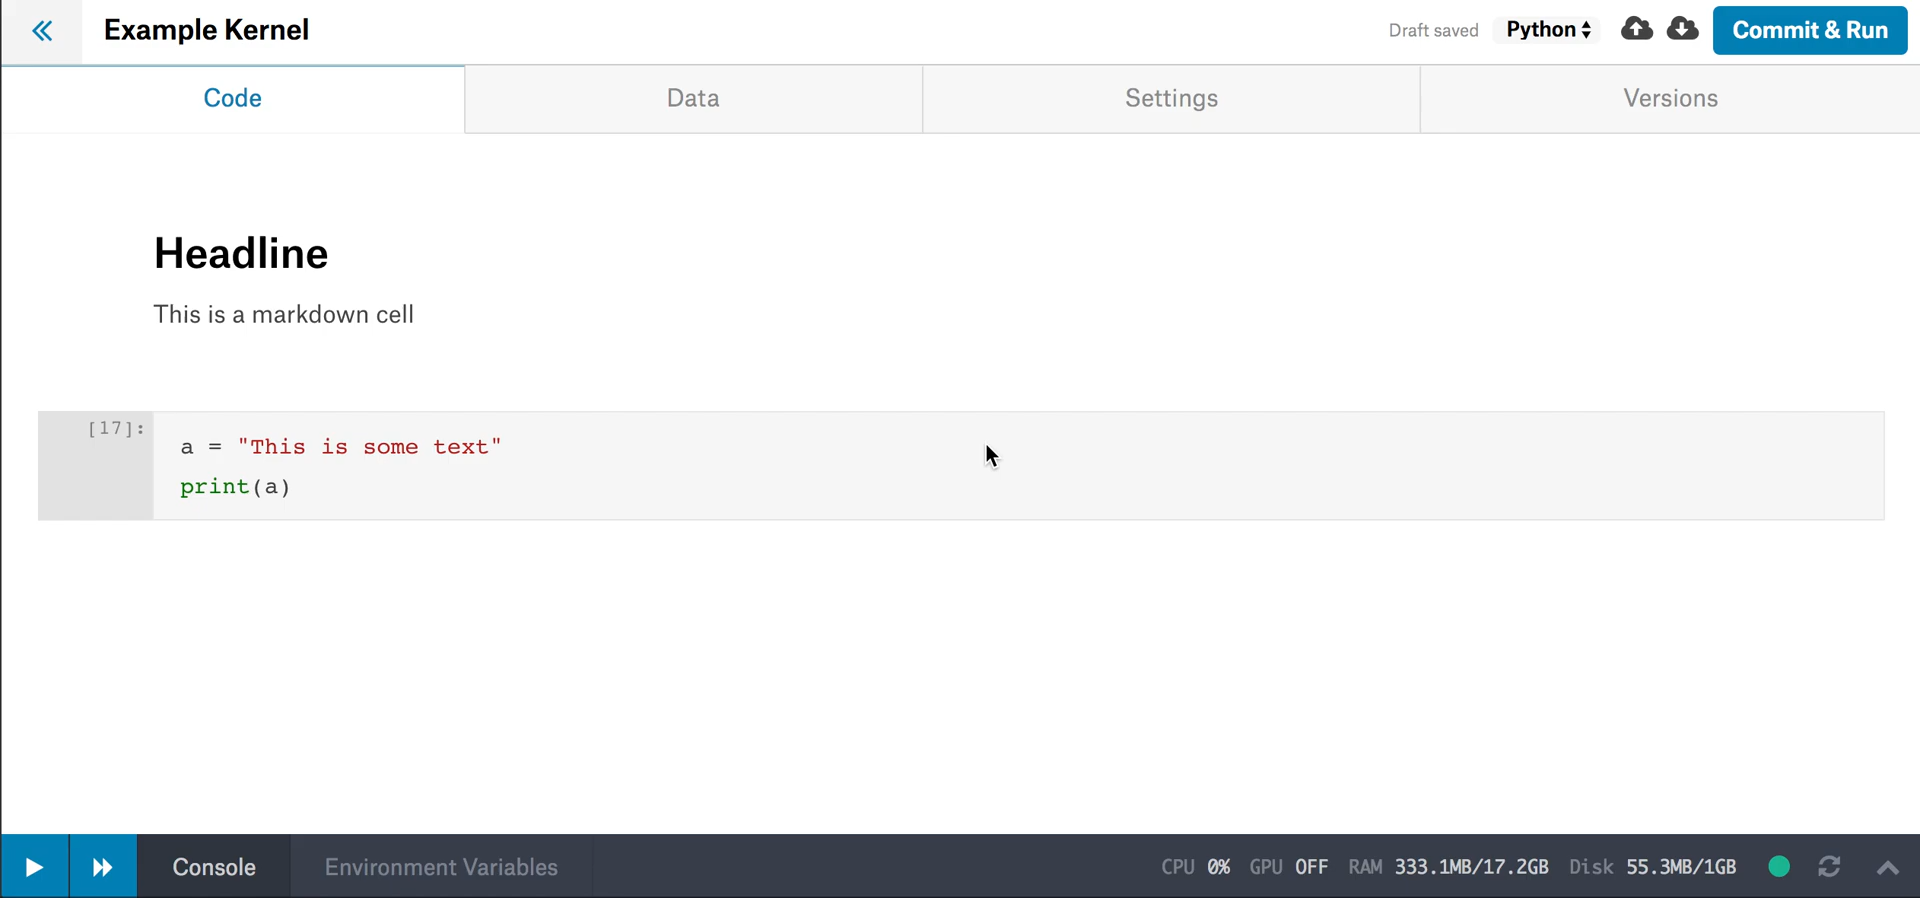 Example Kernel
Draft saved
Python
Commit & Run
Code
Data
Settings
Versions
Headline
This is a markdown cell
[17]:
a = "This is some text"
print(a)
Console
Environment Variables
CPU 0% GPU OFF RAM 333.1MB/17.2GB Disk 55.3MB/1GB